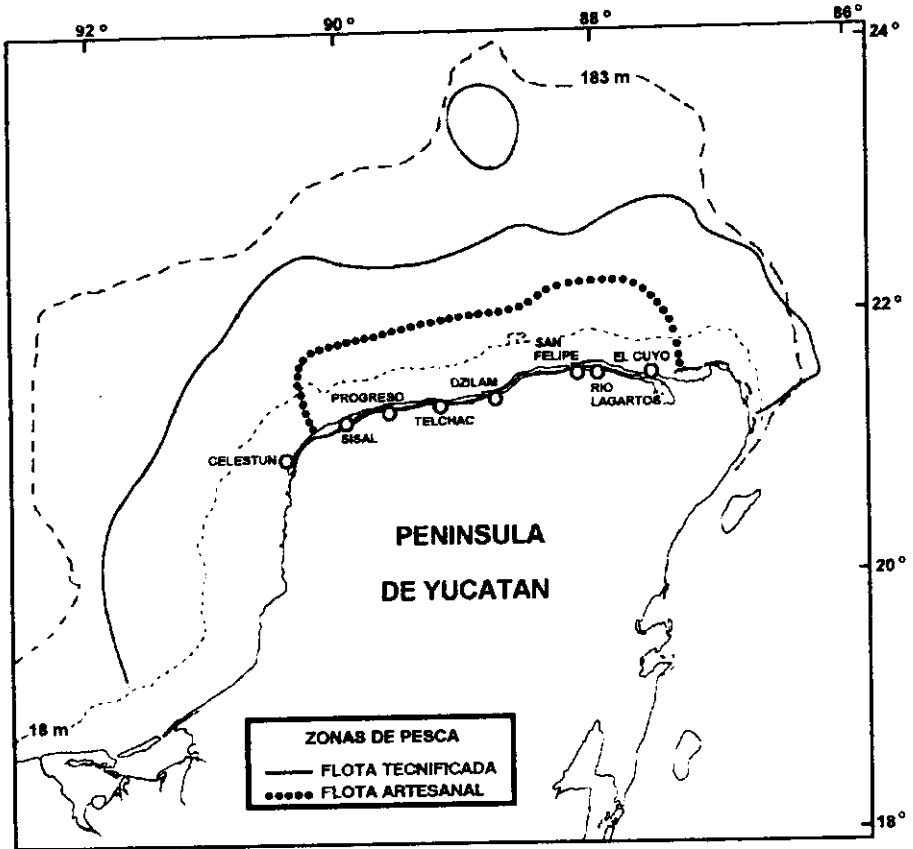 92°
90°
88°
86°
24°
183 m
22°
SAN
FELIPE
EL CUYO
DZILAM
PROGRESO
RIO
LAGARTOS
TELCHAC
SISAL
CELESTUN
PENINSULA
DE YUCATAN
20°
18 m
ZONAS DE PESCA
FLOTA TECNIFICADA
FLOTA ARTESANAL
18°